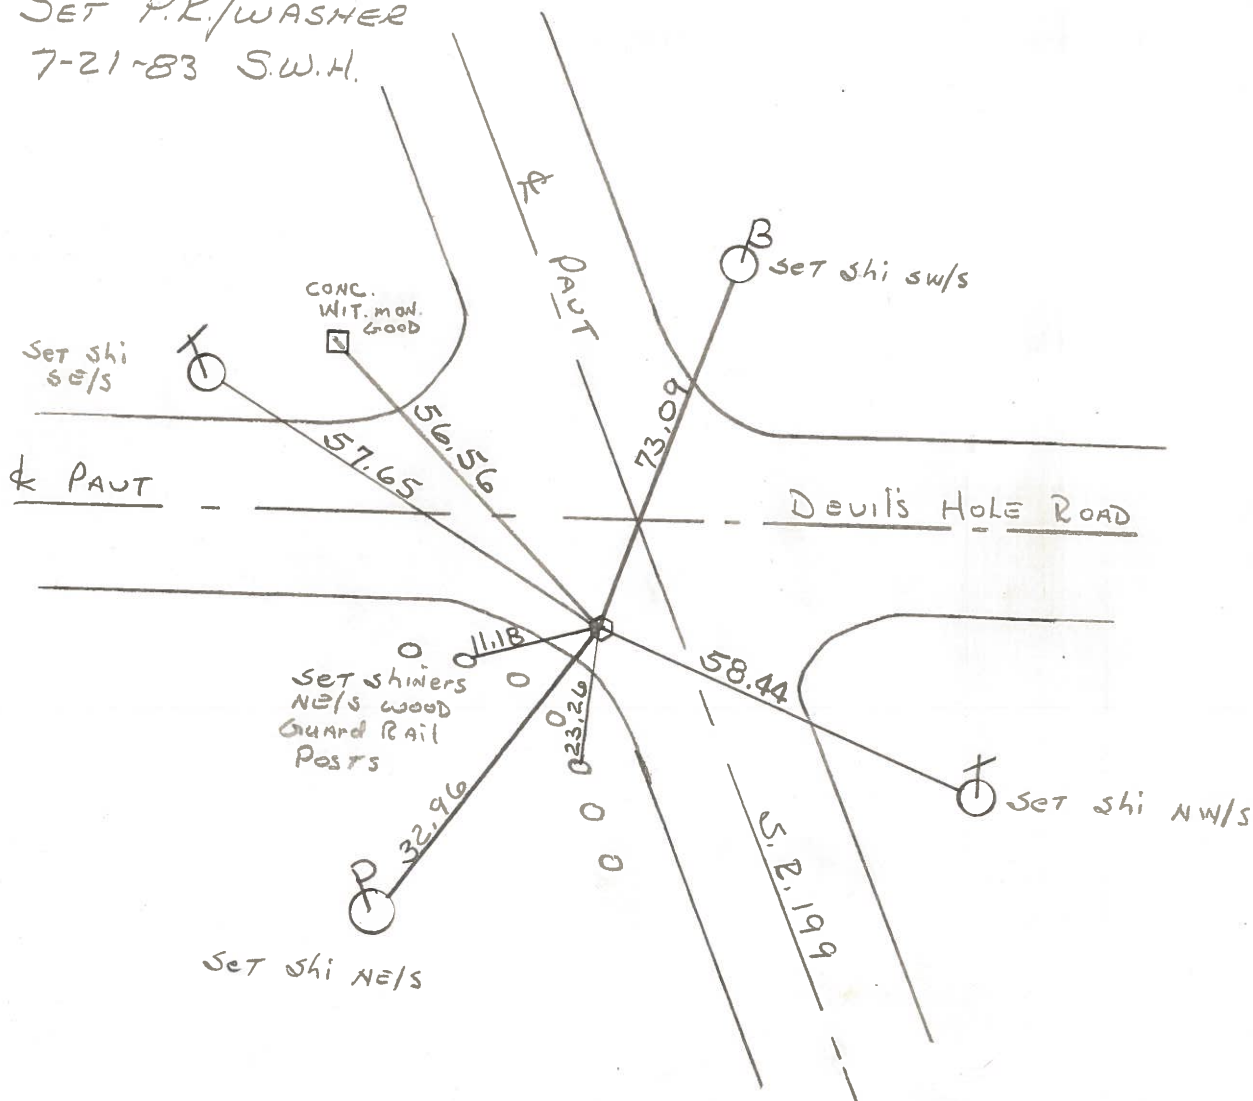 SET P.K./WASHER
7-21-83 S.W.H.
℄ PAUT
B
SET Shi SW/S
CONC.
WIT. MON.
GOOD
SET Shi
SE/S
T
57.65
56.56
73.09
℄ PAUT
DEVIL'S HOLE ROAD
11.18
SET Shiners
NE/S WOOD
GUARD RAIL
POSTS
23.26
58.44
T
SET Shi NW/S
32.96
P
SET Shi NE/S
S.R. 199